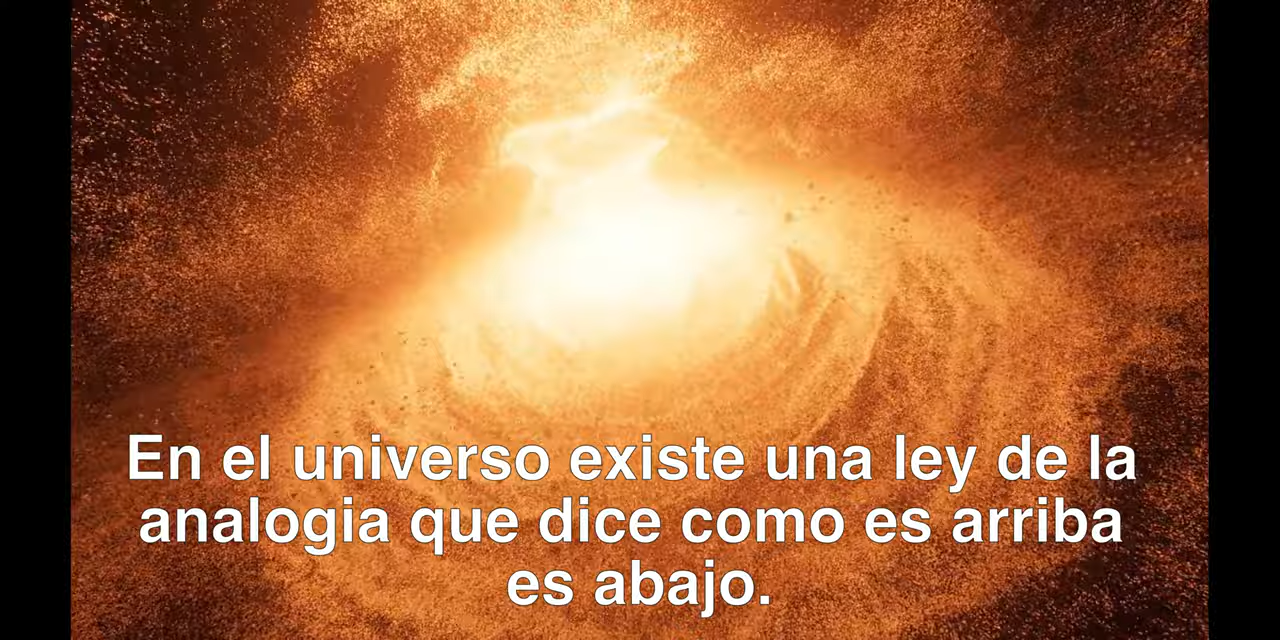 En el universo existe una ley de la
analogia que dice como es arriba
es abajo.